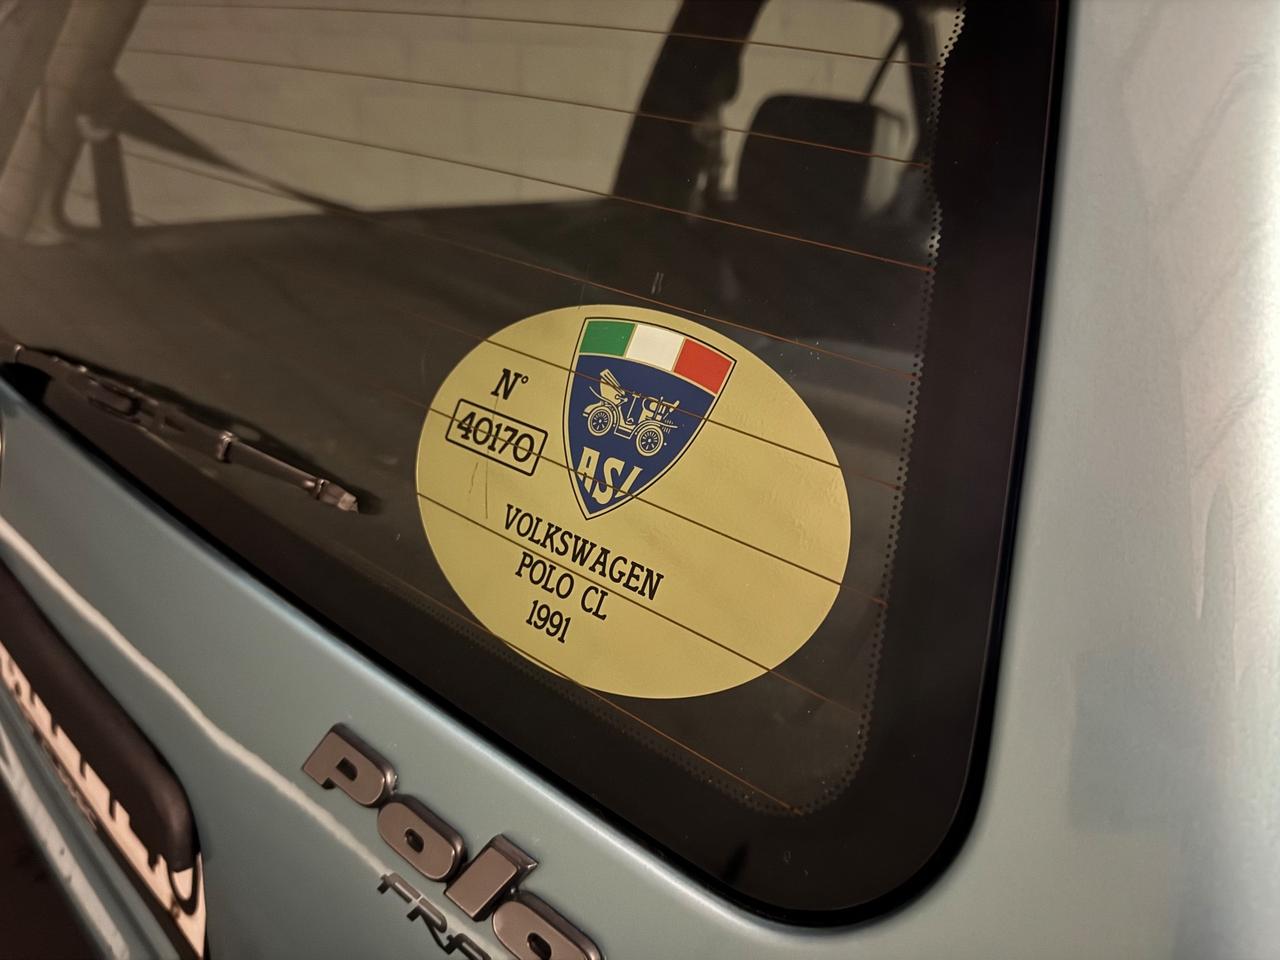 N°
40170
ASI
VOLKSWAGEN
POLO CL
1991
Polo